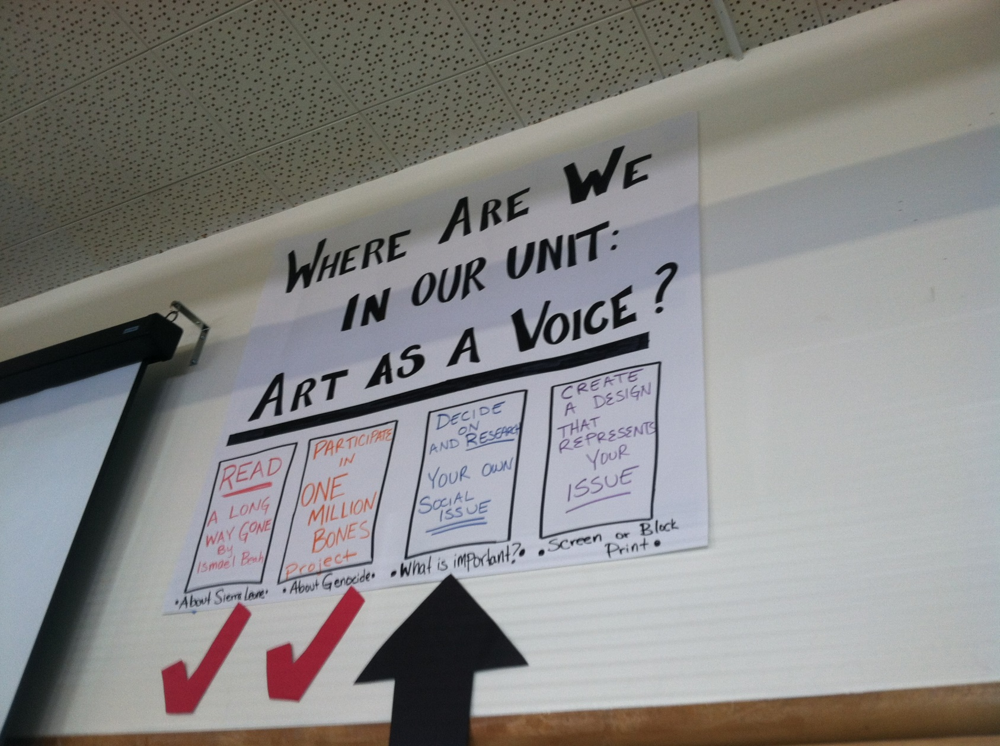 WHERE ARE WE
IN OUR UNIT:
ART AS A VOICE?
READ
A LONG
WAY GONE
BY
Ismael Beah
•About Sierra Leone•
PARTICIPATE
IN
ONE
MILLION
BONES
Project
•About Genocide•
DECIDE
ON
AND RESEARCH
YOUR OWN
SOCIAL
ISSUE
•What is important?•
CREATE
A DESIGN
THAT
REPRESENTS
YOUR
ISSUE
•Screen or Block
Print•